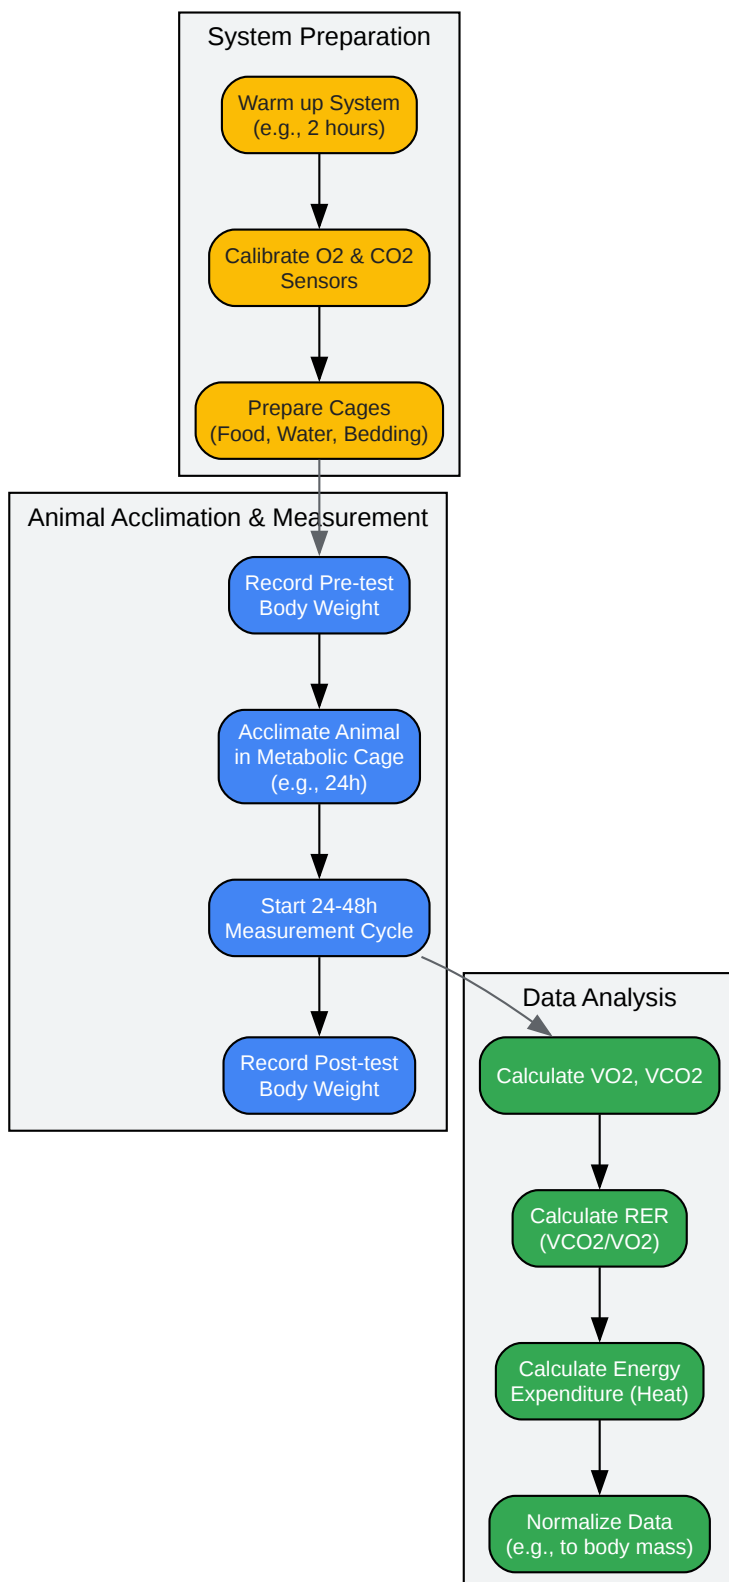 System Preparation
Warm up System
(e.g., 2 hours)
Calibrate O2 & CO2
Sensors
Prepare Cages
(Food, Water, Bedding)
Animal Acclimation & Measurement
Record Pre-test
Body Weight
Acclimate Animal
in Metabolic Cage
(e.g., 24h)
Start 24-48h
Measurement Cycle
Record Post-test
Body Weight
Data Analysis
Calculate VO2, VCO2
Calculate RER
(VCO2/VO2)
Calculate Energy
Expenditure (Heat)
Normalize Data
(e.g., to body mass)